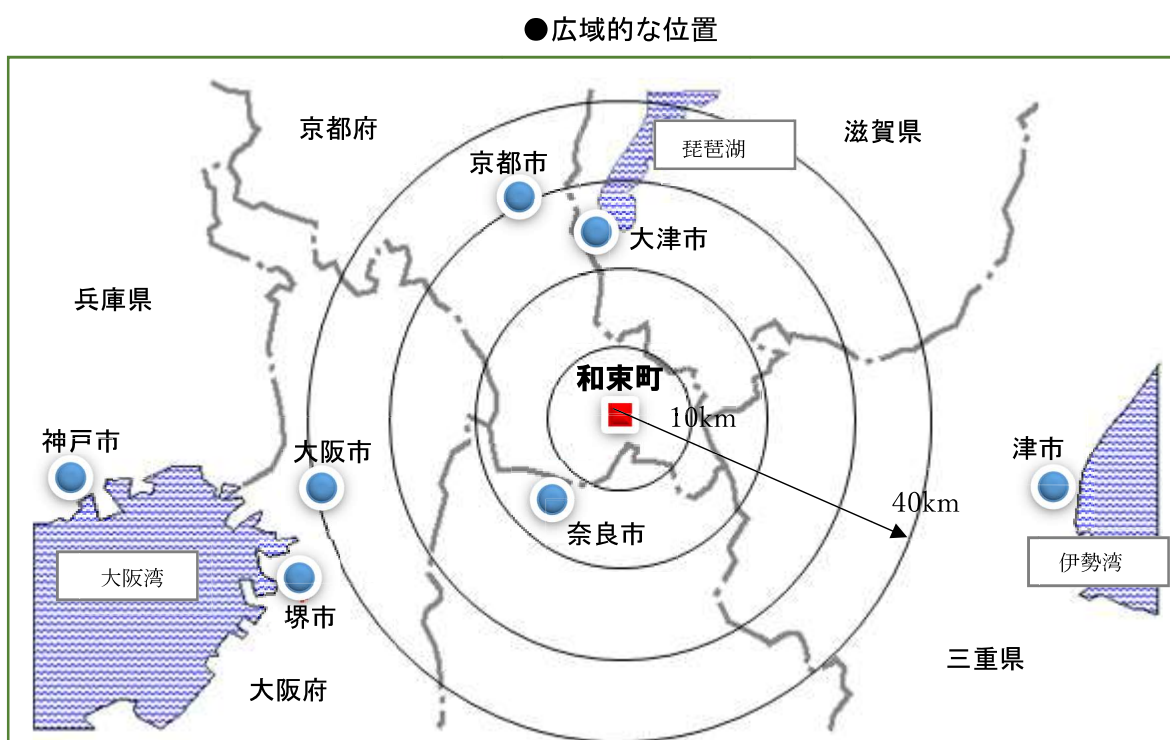 ●広域的な位置
京都府
滋賀県
琵琶湖
京都市
大津市
兵庫県
和束町
10km
神戸市
大阪市
津市
40km
奈良市
伊勢湾
大阪湾
堺市
三重県
大阪府